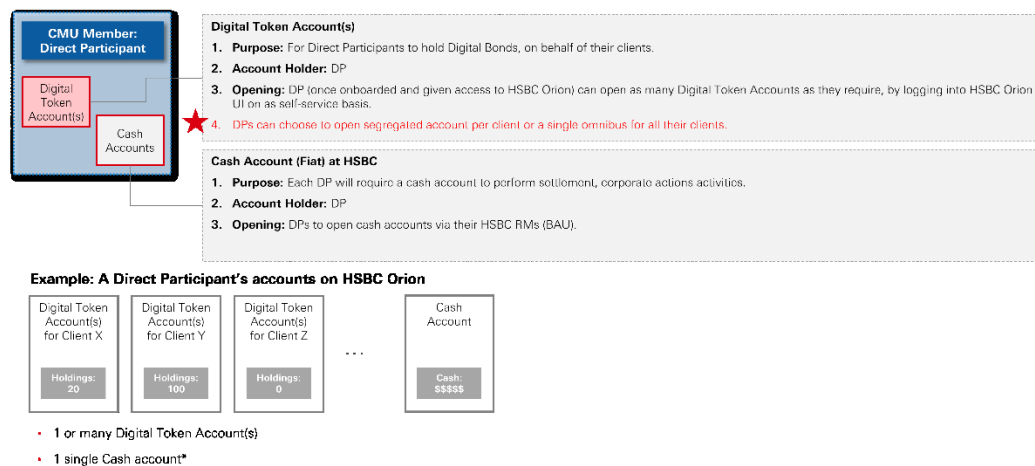 CMU Member:
Direct Participant
Digital
Token
Account(s)
Cash
Accounts
Digital Token Account(s)
1. Purpose: For Direct Participants to hold Digital Bonds, on behalf of their clients.
2. Account Holder: DP
3. Opening: DP (once onboarded and given access to HSBC Orion) can open as many Digital Token Accounts as they require, by logging into HSBC Orion
UI on as self-service basis.
4. DPs can choose to open segregated account per client or a single omnibus for all their clients.
Cash Account (Fiat) at HSBC
1. Purpose: Each DP will require a cash account to perform settlement, corporate actions activities.
2. Account Holder: DP
3. Opening: DPs to open cash accounts via their HSBC RMs (BAU).
Example: A Direct Participant's accounts on HSBC Orion
Digital Token
Account(s)
for Client X
Holdings:
20
Digital Token
Account(s)
for Client Y
Holdings:
100
Digital Token
Account(s)
for Client Z
Holdings:
0
...
Cash
Account
Cash:
$$$$$
• 1 or many Digital Token Account(s)
• 1 single Cash account*